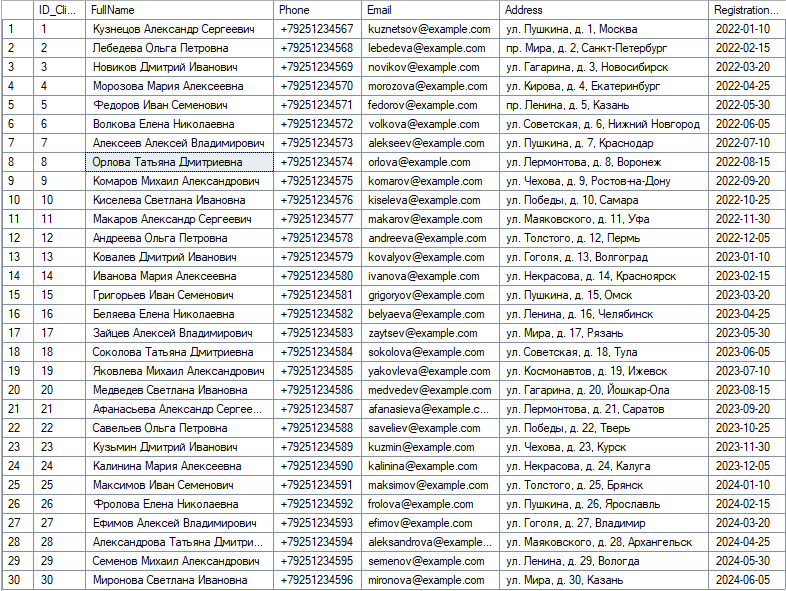 ID_Cli... FullName Phone Email Address Registration...
1 1 Кузнецов Александр Сергеевич +79251234567 kuznetsov@example.com ул. Пушкина, д. 1, Москва 2022-01-10
2 2 Лебедева Ольга Петровна +79251234568 lebedeva@example.com пр. Мира, д. 2, Санкт-Петербург 2022-02-15
3 3 Новиков Дмитрий Иванович +79251234569 novikov@example.com ул. Гагарина, д. 3, Новосибирск 2022-03-20
4 4 Морозова Мария Алексеевна +79251234570 morozova@example.com ул. Кирова, д. 4, Екатеринбург 2022-04-25
5 5 Федоров Иван Семенович +79251234571 fedorov@example.com пр. Ленина, д. 5, Казань 2022-05-30
6 6 Волкова Елена Николаевна +79251234572 volkova@example.com ул. Советская, д. 6, Нижний Новгород 2022-06-05
7 7 Алексеев Алексей Владимирович +79251234573 alekseev@example.com ул. Пушкина, д. 7, Краснодар 2022-07-10
8 8 Орлова Татьяна Дмитриевна +79251234574 orlova@example.com ул. Лермонтова, д. 8, Воронеж 2022-08-15
9 9 Комаров Михаил Александрович +79251234575 komarov@example.com ул. Чехова, д. 9, Ростов-на-Дону 2022-09-20
10 10 Киселева Светлана Ивановна +79251234576 kiseleva@example.com ул. Победы, д. 10, Самара 2022-10-25
11 11 Макаров Александр Сергеевич +79251234577 makarov@example.com ул. Маяковского, д. 11, Уфа 2022-11-30
12 12 Андреева Ольга Петровна +79251234578 andreeva@example.com ул. Толстого, д. 12, Пермь 2022-12-05
13 13 Ковалев Дмитрий Иванович +79251234579 kovalyov@example.com ул. Гоголя, д. 13, Волгоград 2023-01-10
14 14 Иванова Мария Алексеевна +79251234580 ivanova@example.com ул. Некрасова, д. 14, Красноярск 2023-02-15
15 15 Григорьев Иван Семенович +79251234581 grigoryov@example.com ул. Пушкина, д. 15, Омск 2023-03-20
16 16 Беляева Елена Николаевна +79251234582 belyaeva@example.com ул. Ленина, д. 16, Челябинск 2023-04-25
17 17 Зайцев Алексей Владимирович +79251234583 zaytsev@example.com ул. Мира, д. 17, Рязань 2023-05-30
18 18 Соколова Татьяна Дмитриевна +79251234584 sokolova@example.com ул. Советская, д. 18, Тула 2023-06-05
19 19 Яковлева Михаил Александрович +79251234585 yakovleva@example.com ул. Космонавтов, д. 19, Ижевск 2023-07-10
20 20 Медведев Светлана Ивановна +79251234586 medvedev@example.com ул. Гагарина, д. 20, Йошкар-Ола 2023-08-15
21 21 Афанасьева Александр Сергее... +79251234587 afanasieva@example.c... ул. Лермонтова, д. 21, Саратов 2023-09-20
22 22 Савельев Ольга Петровна +79251234588 saveliev@example.com ул. Победы, д. 22, Тверь 2023-10-25
23 23 Кузьмин Дмитрий Иванович +79251234589 kuzmin@example.com ул. Чехова, д. 23, Курск 2023-11-30
24 24 Калинина Мария Алексеевна +79251234590 kalinina@example.com ул. Некрасова, д. 24, Калуга 2023-12-05
25 25 Максимов Иван Семенович +79251234591 maksimov@example.com ул. Толстого, д. 25, Брянск 2024-01-10
26 26 Фролова Елена Николаевна +79251234592 frolova@example.com ул. Пушкина, д. 26, Ярославль 2024-02-15
27 27 Ефимов Алексей Владимирович +79251234593 efimov@example.com ул. Гоголя, д. 27, Владимир 2024-03-20
28 28 Александрова Татьяна Дмитри... +79251234594 aleksandrova@example... ул. Маяковского, д. 28, Архангельск 2024-04-25
29 29 Семенов Михаил Александрович +79251234595 semenov@example.com ул. Ленина, д. 29, Вологда 2024-05-30
30 30 Миронова Светлана Ивановна +79251234596 mironova@example.com ул. Мира, д. 30, Казань 2024-06-05